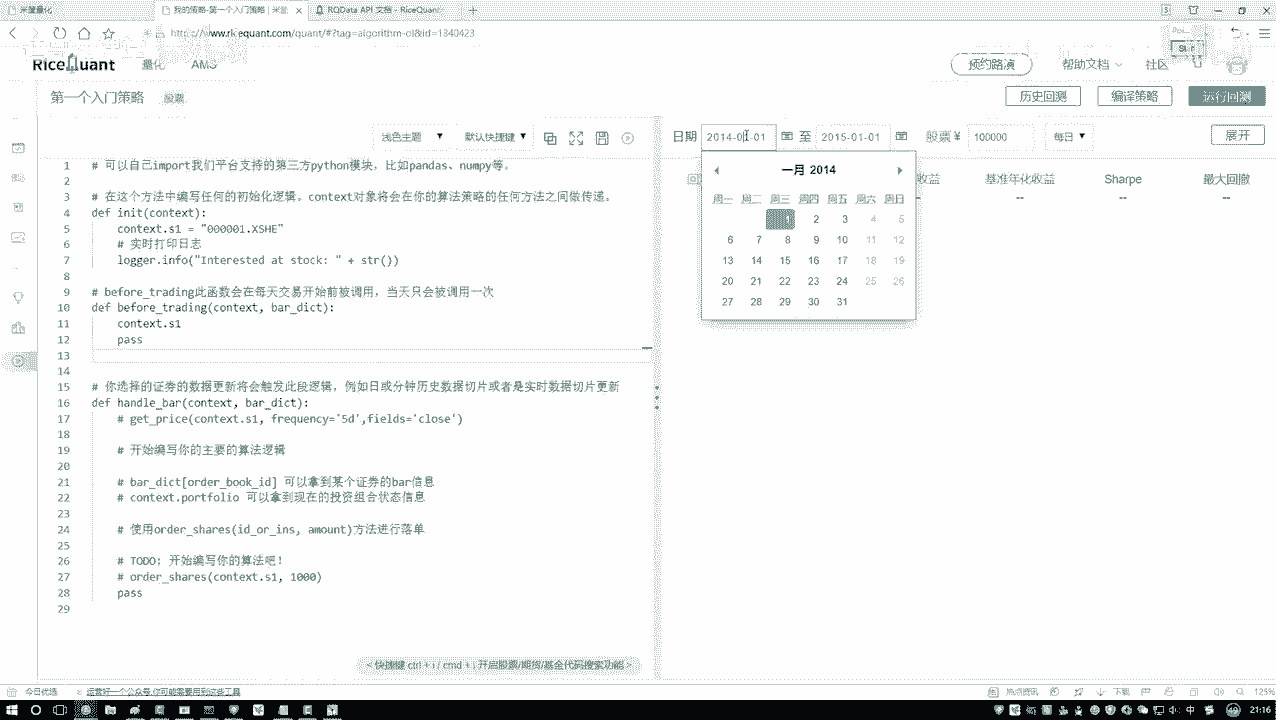 米筐量化 我的策略-第一个入门策略 | 米筐 RQData API 文档 - RiceQuant
http://www.ricequant.com/quant/#?tag=algorithm-ol&id=1340423
RiceQuant 量化 AMS 预约路演 帮助文档 社区
第一个入门策略 股票 历史回测 编译策略 运行回测
浅色主题 默认快捷键 日期 2014-01-01 至 2015-01-01 股票 ¥ 100000 每日 展开
1 # 可以自己import我们平台支持的第三方python模块，比如pandas、numpy等。
2
3 # 在这个方法中编写任何的初始化逻辑。context对象将会在你的算法策略的任何方法之间做传递。
4 def init(context):
5 context.s1 = "000001.XSHE"
6 # 实时打印日志
7 logger.info("Interested at stock: " + str())
8
9 # before_trading此函数会在每天交易开始前被调用，当天只会被调用一次
10 def before_trading(context, bar_dict):
11 context.s1
12 pass
13
14
15 # 你选择的证券的数据更新将会触发此段逻辑，例如日或分钟历史数据切片或者是实时数据切片更新
16 def handle_bar(context, bar_dict):
17 # get_price(context.s1, frequency='5d',fields='close')
18
19 # 开始编写你的主要的算法逻辑
20
21 # bar_dict[order_book_id] 可以拿到某个证券的bar信息
22 # context.portfolio 可以拿到现在的投资组合状态信息
23
24 # 使用order_shares(id_or_ins, amount)方法进行落单
25
26 # TODO: 开始编写你的算法吧！
27 # order_shares(context.s1, 1000)
28 pass
29
< 快捷键 ctrl + i / cmd + i 开启股票/期货/基金代码搜索功能 >
一月 2014
周一 周二 周三 周四 周五 周六 周日
1 2 3 4 5
6 7 8 9 10 11 12
13 14 15 16 17 18 19
20 21 22 23 24 25 26
27 28 29 30 31
收益 基准年化收益 Sharpe 最大回撤
-- -- --
今日优选 运营好一个公众号,你可能需要用到这些工具 热点资讯 下载 125%
中 21:16